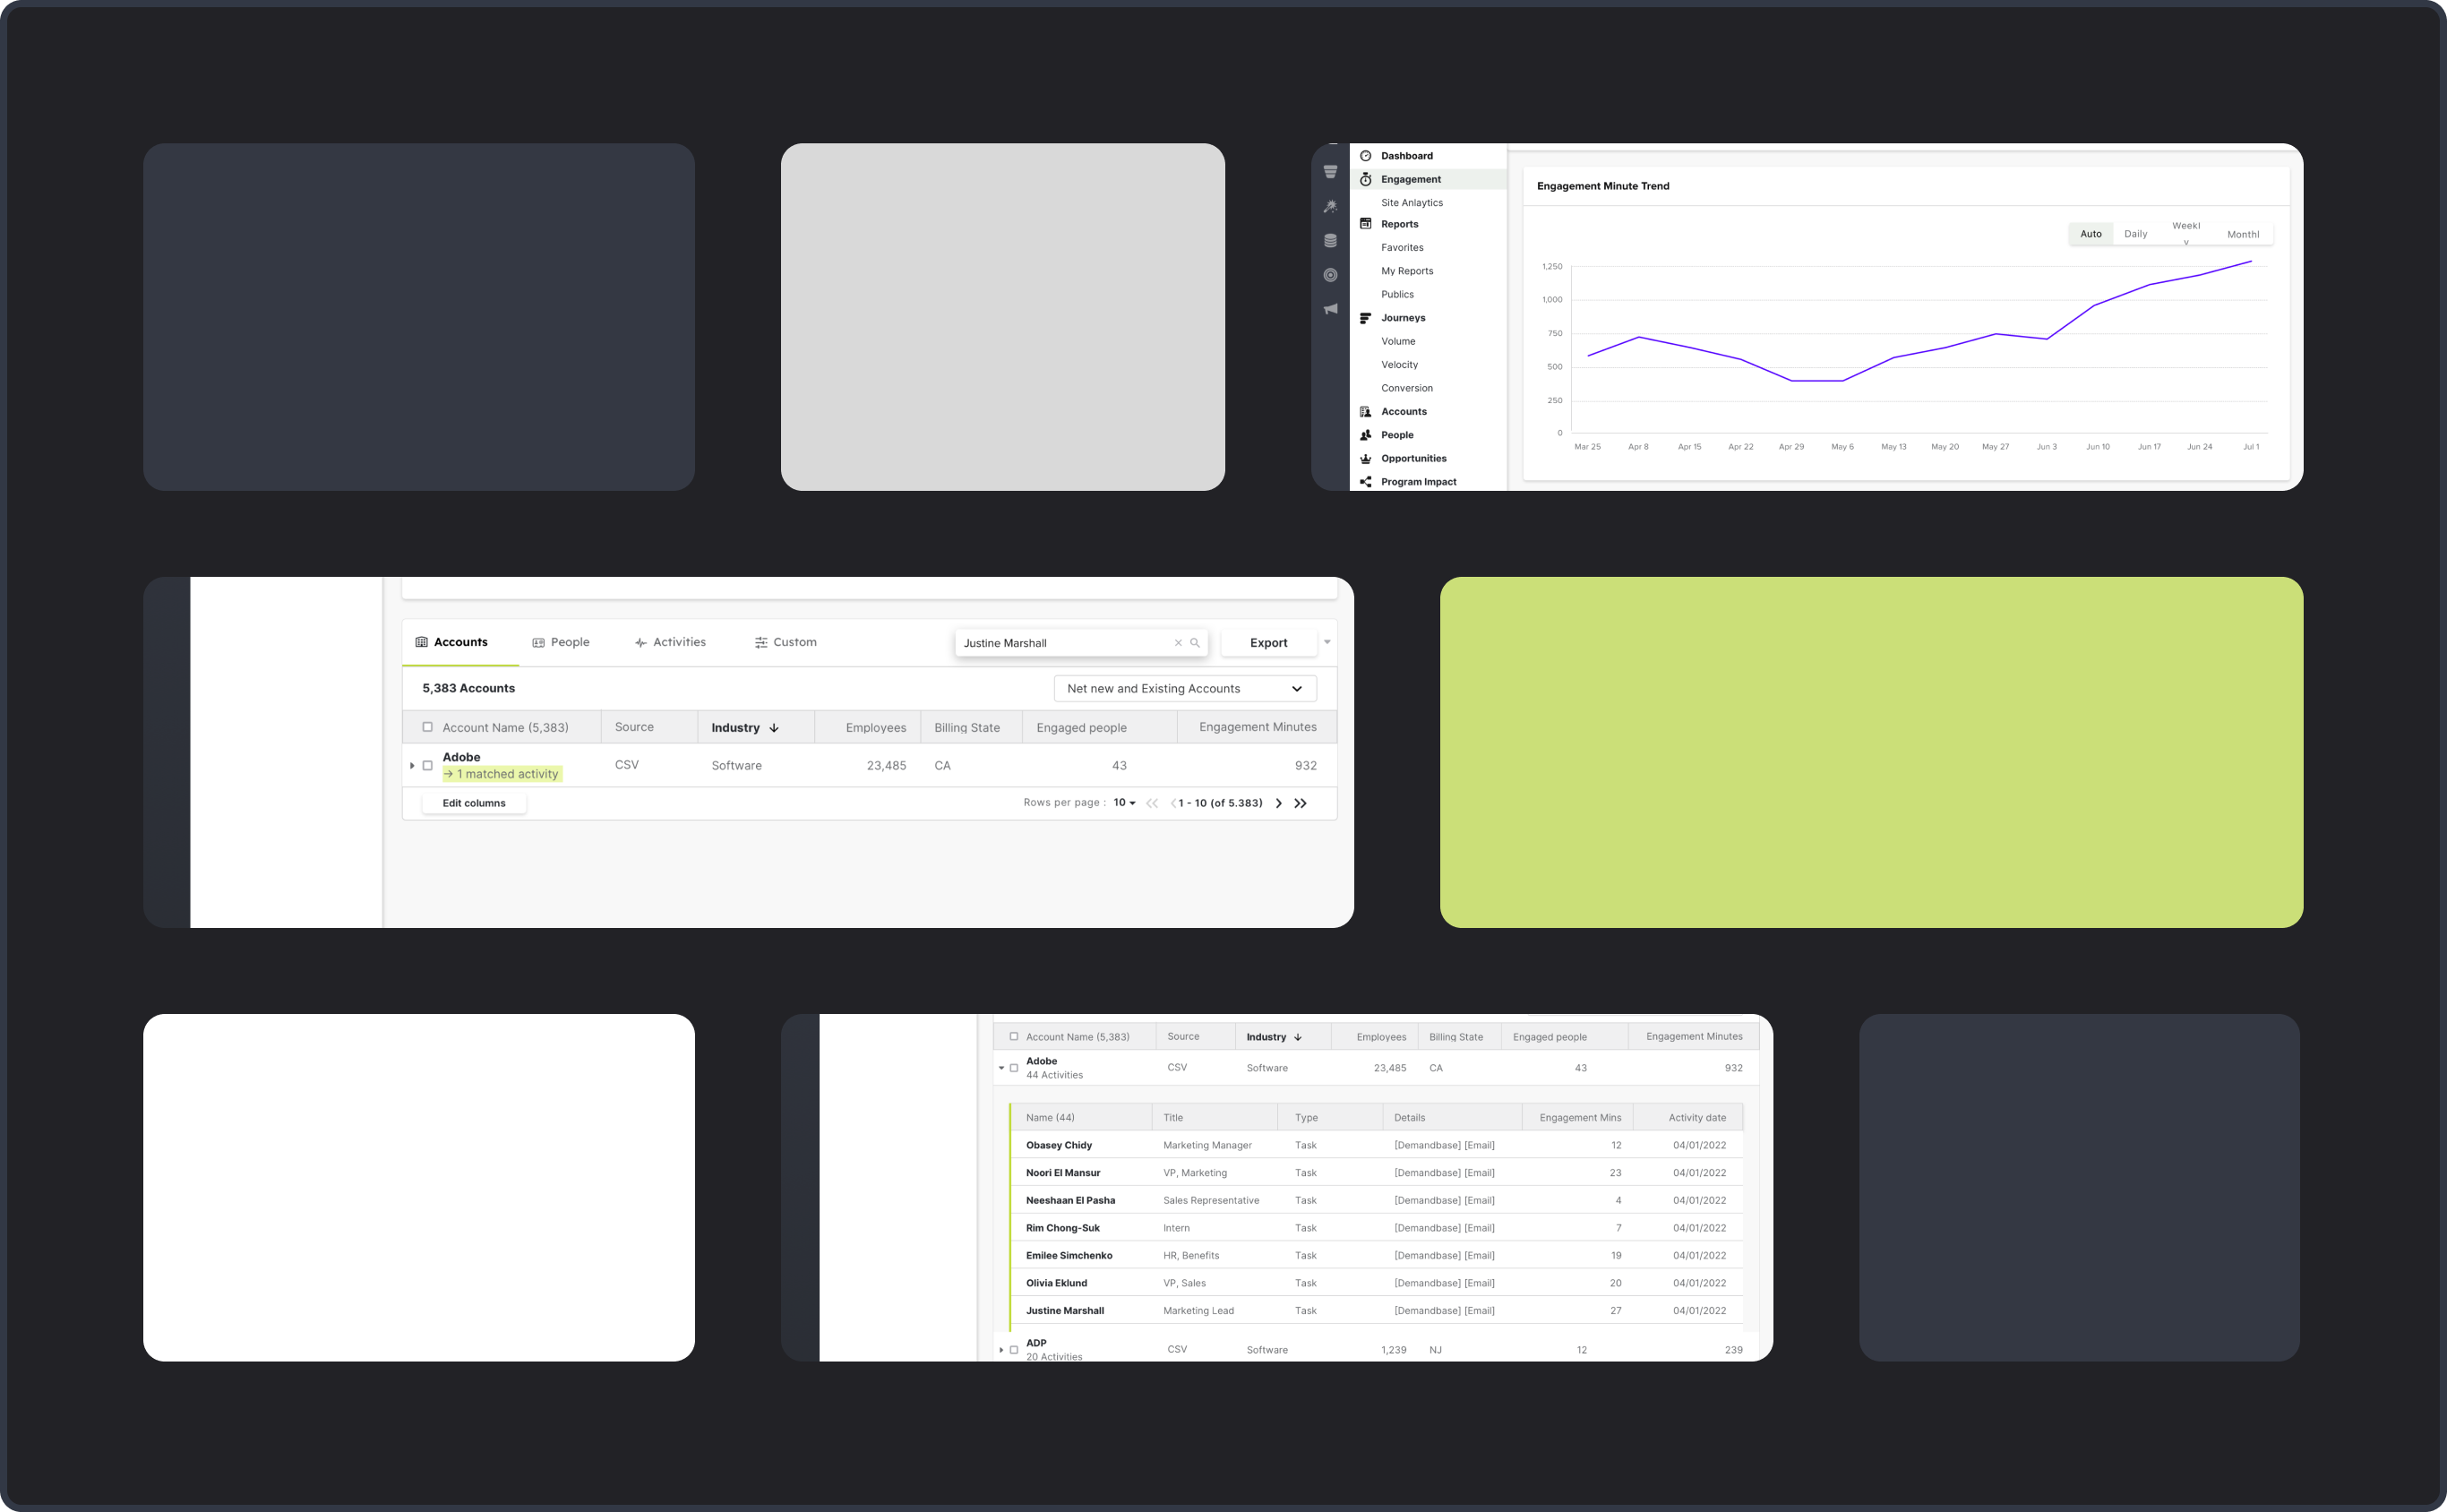 Dashboard
Engagement
Site Anlaytics
Reports
Favorites
My Reports
Publics
Journeys
Volume
Velocity
Conversion
Accounts
People
Opportunities
Program Impact
Engagement Minute Trend
Auto Daily Weekl
y Monthl
1,250
1,000
750
500
250
0
Mar 25 Apr 8 Apr 15 Apr 22 Apr 29 May 6 May 13 May 20 May 27 Jun 3 Jun 10 Jun 17 Jun 24 Jul 1
Accounts People Activities Custom Justine Marshall Export
5,383 Accounts Net new and Existing Accounts
Account Name (5,383) Source Industry Employees Billing State Engaged people Engagement Minutes
Adobe
→ 1 matched activity CSV Software 23,485 CA 43 932
Edit columns Rows per page : 10 1 - 10 (of 5.383)
Account Name (5,383) Source Industry Employees Billing State Engaged people Engagement Minutes
Adobe
44 Activities CSV Software 23,485 CA 43 932
Name (44) Title Type Details Engagement Mins Activity date
Obasey Chidy Marketing Manager Task [Demandbase] [Email] 12 04/01/2022
Noori El Mansur VP, Marketing Task [Demandbase] [Email] 23 04/01/2022
Neeshaan El Pasha Sales Representative Task [Demandbase] [Email] 4 04/01/2022
Rim Chong-Suk Intern Task [Demandbase] [Email] 7 04/01/2022
Emilee Simchenko HR, Benefits Task [Demandbase] [Email] 19 04/01/2022
Olivia Eklund VP, Sales Task [Demandbase] [Email] 20 04/01/2022
Justine Marshall Marketing Lead Task [Demandbase] [Email] 27 04/01/2022
ADP
20 Activities CSV Software 1,239 NJ 12 239